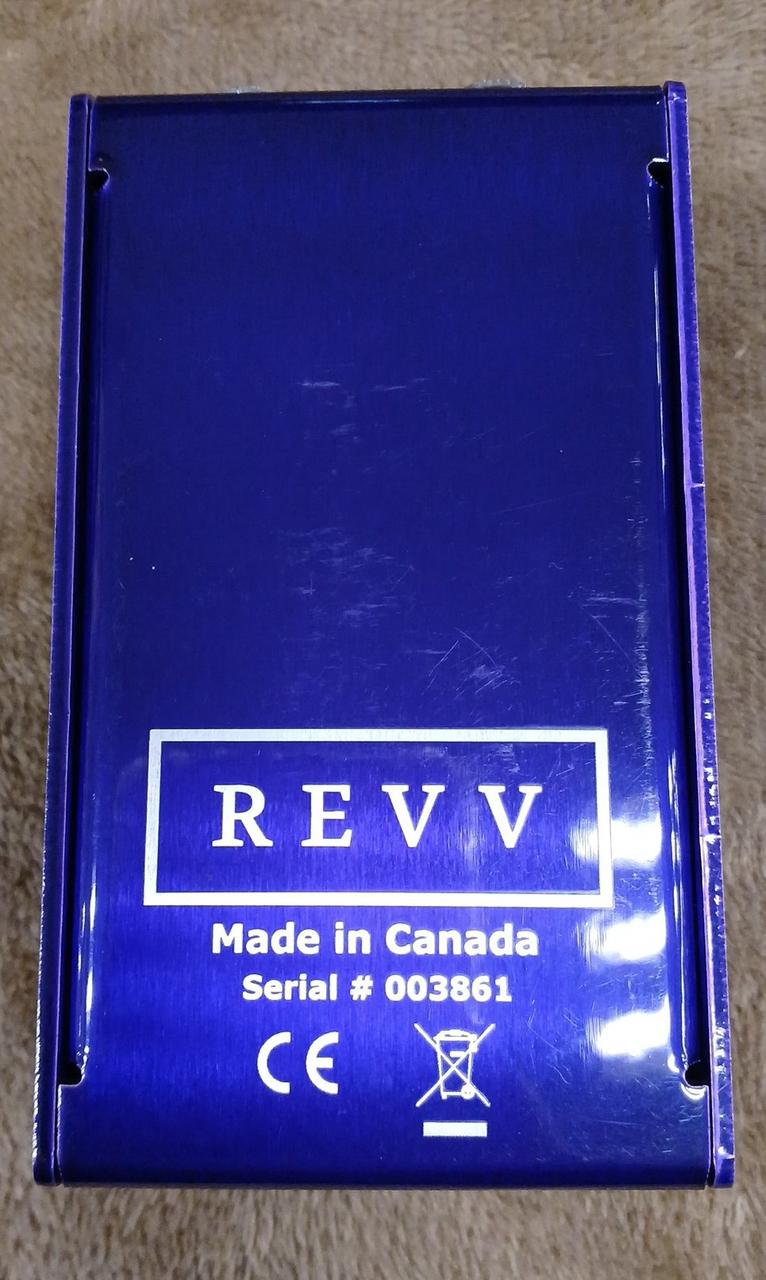 REVV
Made in Canada
Serial # 003861
CE